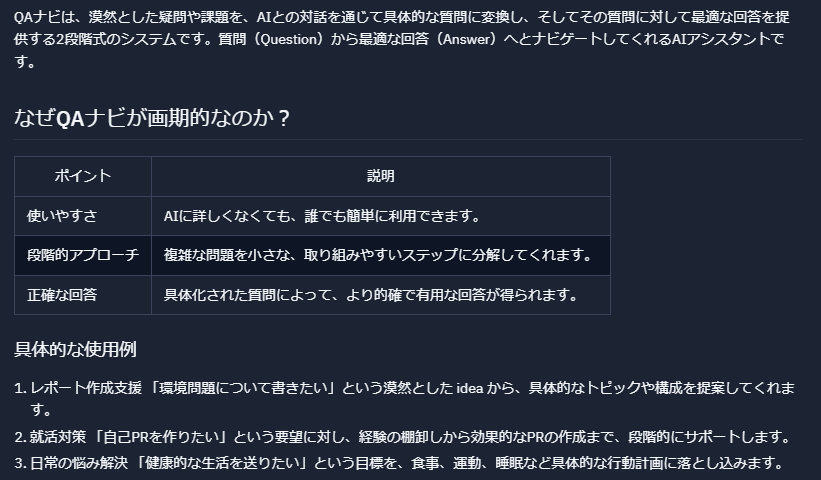 QAナビは、漠然とした疑問や課題を、AIとの対話を通じて具体的な質問に変換し、そしてその質問に対して最適な回答を提
供する2段階式のシステムです。質問（Question）から最適な回答（Answer）へとナビゲートしてくれるAIアシスタントで
す。
なぜQAナビが画期的なのか？
ポイント 説明
使いやすさ AIに詳しくなくても、誰でも簡単に利用できます。
段階的アプローチ 複雑な問題を小さな、取り組みやすいステップに分解してくれます。
正確な回答 具体化された質問によって、より的確で有用な回答が得られます。
具体的な使用例
1. レポート作成支援 「環境問題について書きたい」という漠然とした idea から、具体的なトピックや構成を提案してくれま
す。
2. 就活対策 「自己PRを作りたい」という要望に対し、経験の棚卸しから効果的なPRの作成まで、段階的にサポートします。
3. 日常の悩み解決 「健康的な生活を送りたい」という目標を、食事、運動、睡眠など具体的な行動計画に落とし込みます。